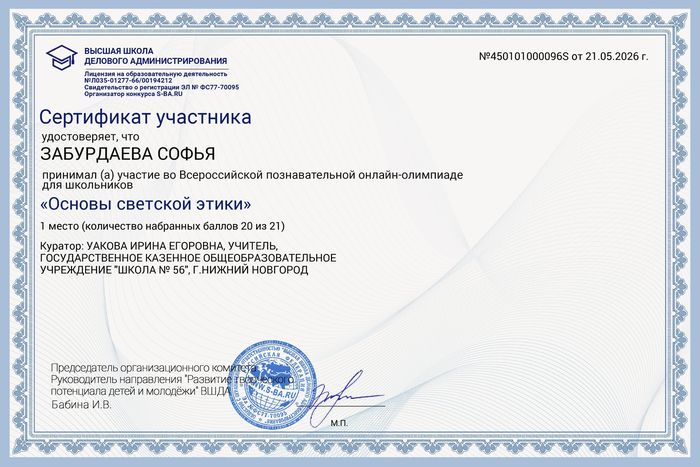 ВЫСШАЯ ШКОЛА
ДЕЛОВОГО АДМИНИСТРИРОВАНИЯ
Лицензия на образовательную деятельность
№Л035-01277-66/00194212
Свидетельство о регистрации ЭЛ № ФС77-70095
Организатор конкурса S-BA.RU
№450101000096S от 21.05.2026 г.
Сертификат участника
удостоверяет, что
ЗАБУРДАЕВА СОФЬЯ
принимал (а) участие во Всероссийской познавательной онлайн-олимпиаде
для школьников
«Основы светской этики»
1 место (количество набранных баллов 20 из 21)
Куратор: УАКОВА ИРИНА ЕГОРОВНА, УЧИТЕЛЬ,
ГОСУДАРСТВЕННОЕ КАЗЕННОЕ ОБЩЕОБРАЗОВАТЕЛЬНОЕ
УЧРЕЖДЕНИЕ "ШКОЛА № 56", Г.НИЖНИЙ НОВГОРОД
Председатель организационного комитета
Руководитель направления "Развитие творческого
потенциала детей и молодёжи" ВШДА
Бабина И.В.
WWW.S-BA.RU
М.П.